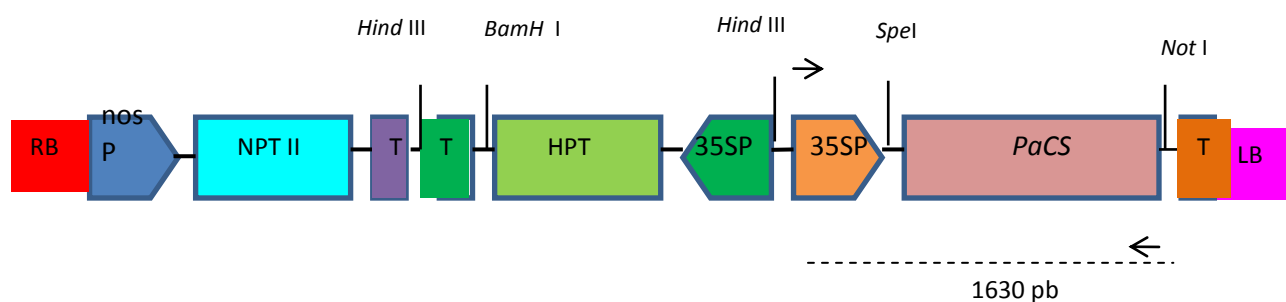 Hind III
BamH I
Hind III
SpeI
Not I
nos
P
RB
NPT II
T
T
HPT
35SP
35SP
PaCS
T
LB
1630 pb